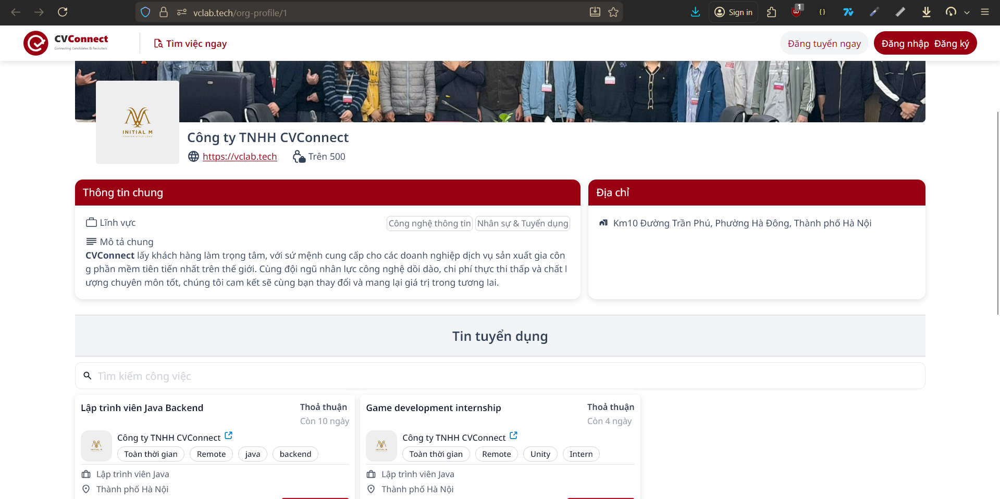 vclab.tech/org-profile/1
Sign in
1
CVConnect
Connecting Candidates & Recruiters
Tìm việc ngay
Đăng tuyển ngay
Đăng nhập Đăng ký
INITIAL M
FASHION STYLE LOGO
Công ty TNHH CVConnect
https://vclab.tech
Trên 500
Thông tin chung
Lĩnh vực
Công nghệ thông tin
Nhân sự & Tuyển dụng
Mô tả chung
CVConnect lấy khách hàng làm trọng tâm, với sứ mệnh cung cấp cho các doanh nghiệp dịch vụ sản xuất gia côn
g phần mềm tiên tiến nhất trên thế giới. Cùng đội ngũ nhân lực công nghệ dồi dào, chi phí thực thi thấp và chất l
ượng chuyên môn tốt, chúng tôi cam kết sẽ cùng bạn thay đổi và mang lại giá trị trong tương lai.
Địa chỉ
Km10 Đường Trần Phú, Phường Hà Đông, Thành phố Hà Nội
Tin tuyển dụng
Tìm kiếm công việc
Lập trình viên Java Backend
Thoả thuận
Còn 10 ngày
Công ty TNHH CVConnect
Toàn thời gian
Remote
java
backend
Lập trình viên Java
Thành phố Hà Nội
Game development internship
Thoả thuận
Còn 4 ngày
Công ty TNHH CVConnect
Toàn thời gian
Remote
Unity
Intern
Lập trình viên Java
Thành phố Hà Nội